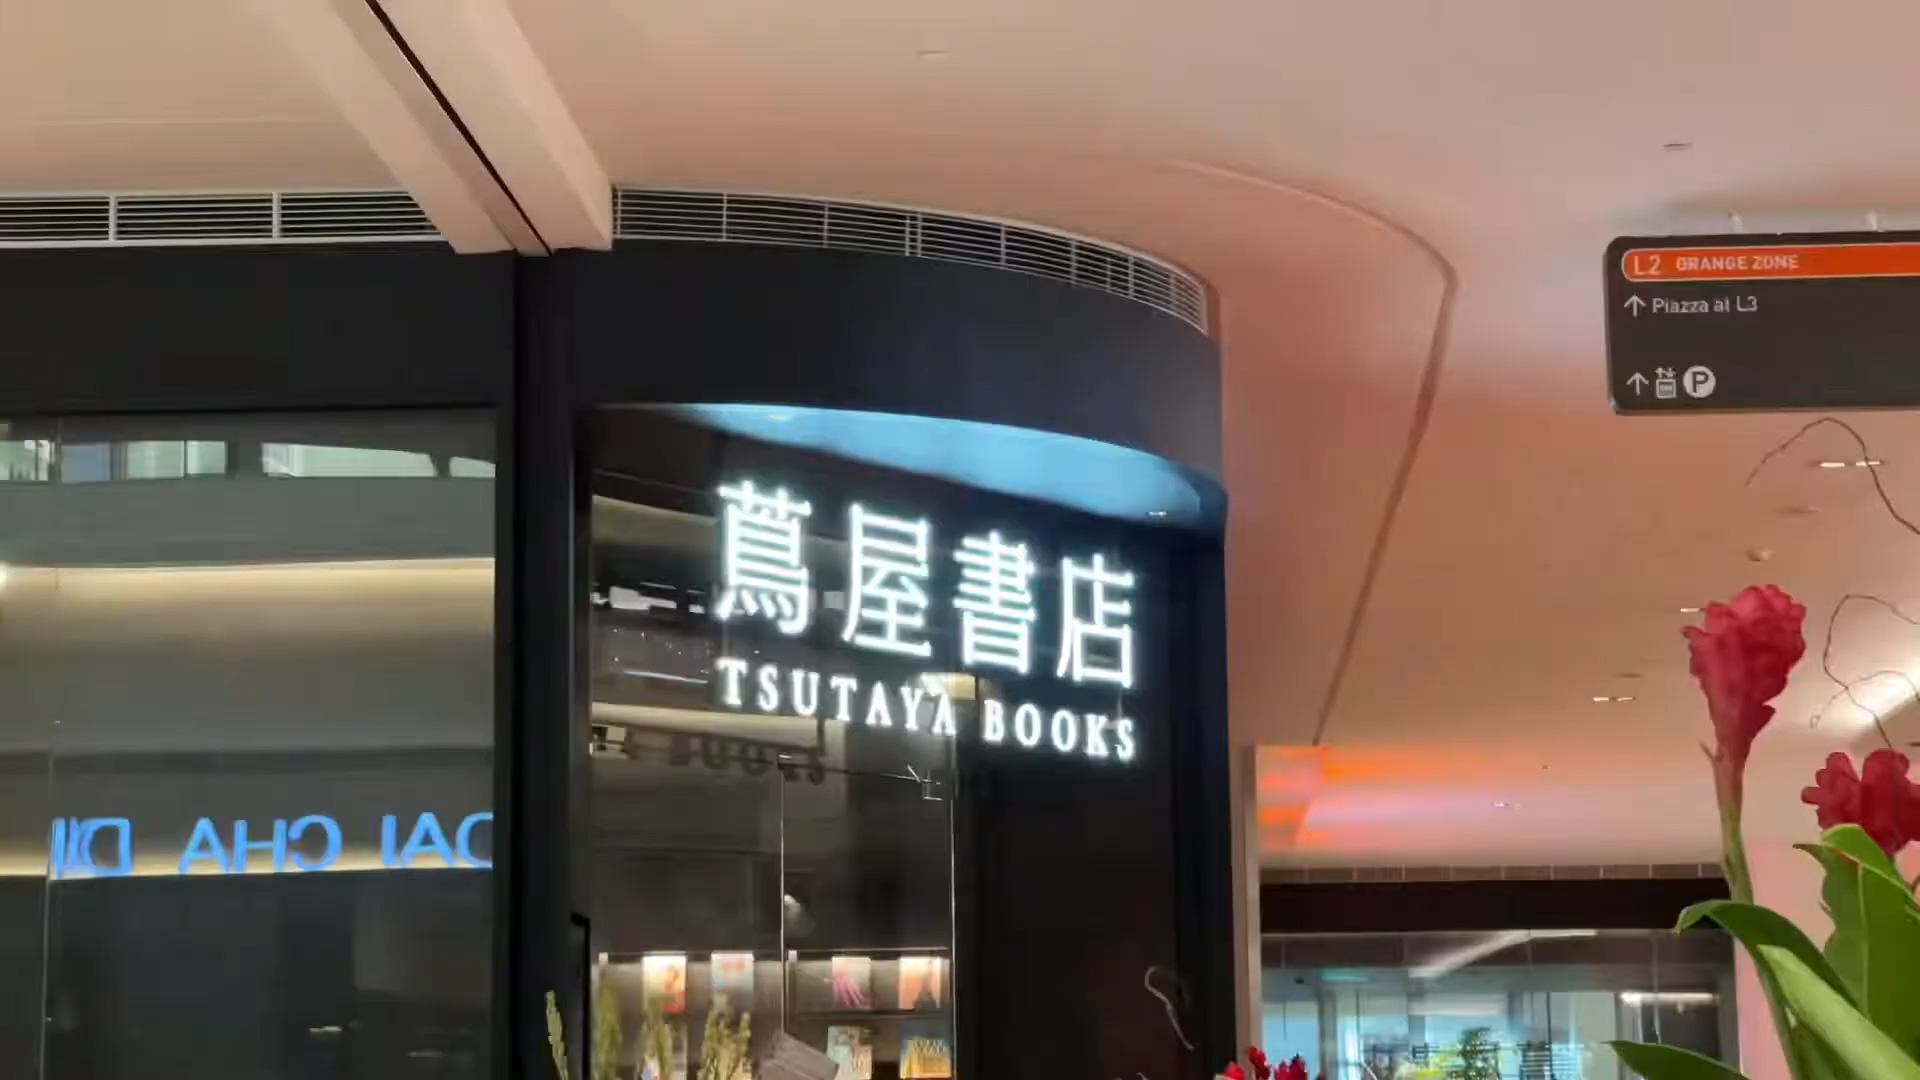 蔦屋書店
TSUTAYA BOOKS
L2 ORANGE ZONE
↑ Piazza at L3
P
DAI CHA DI